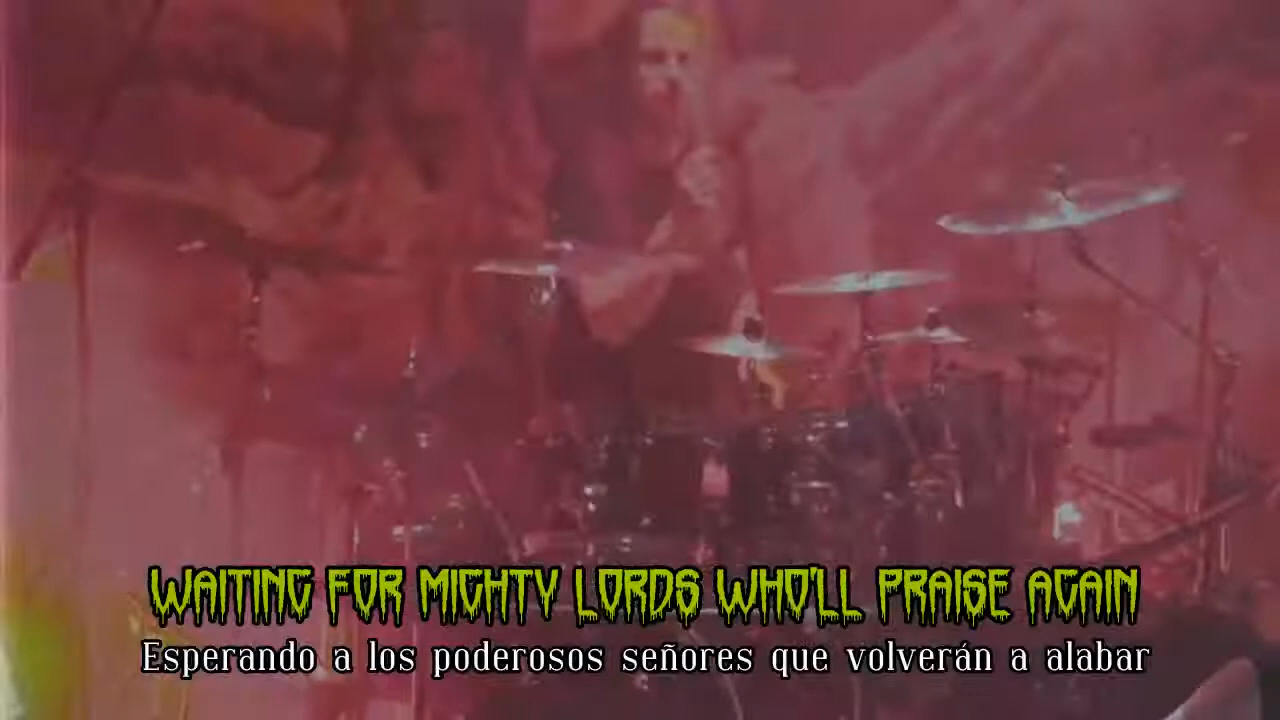 WAITING FOR MIGHTY LORDS WHO'LL PRAISE AGAIN
Esperando a los poderosos señores que volverán a alabar